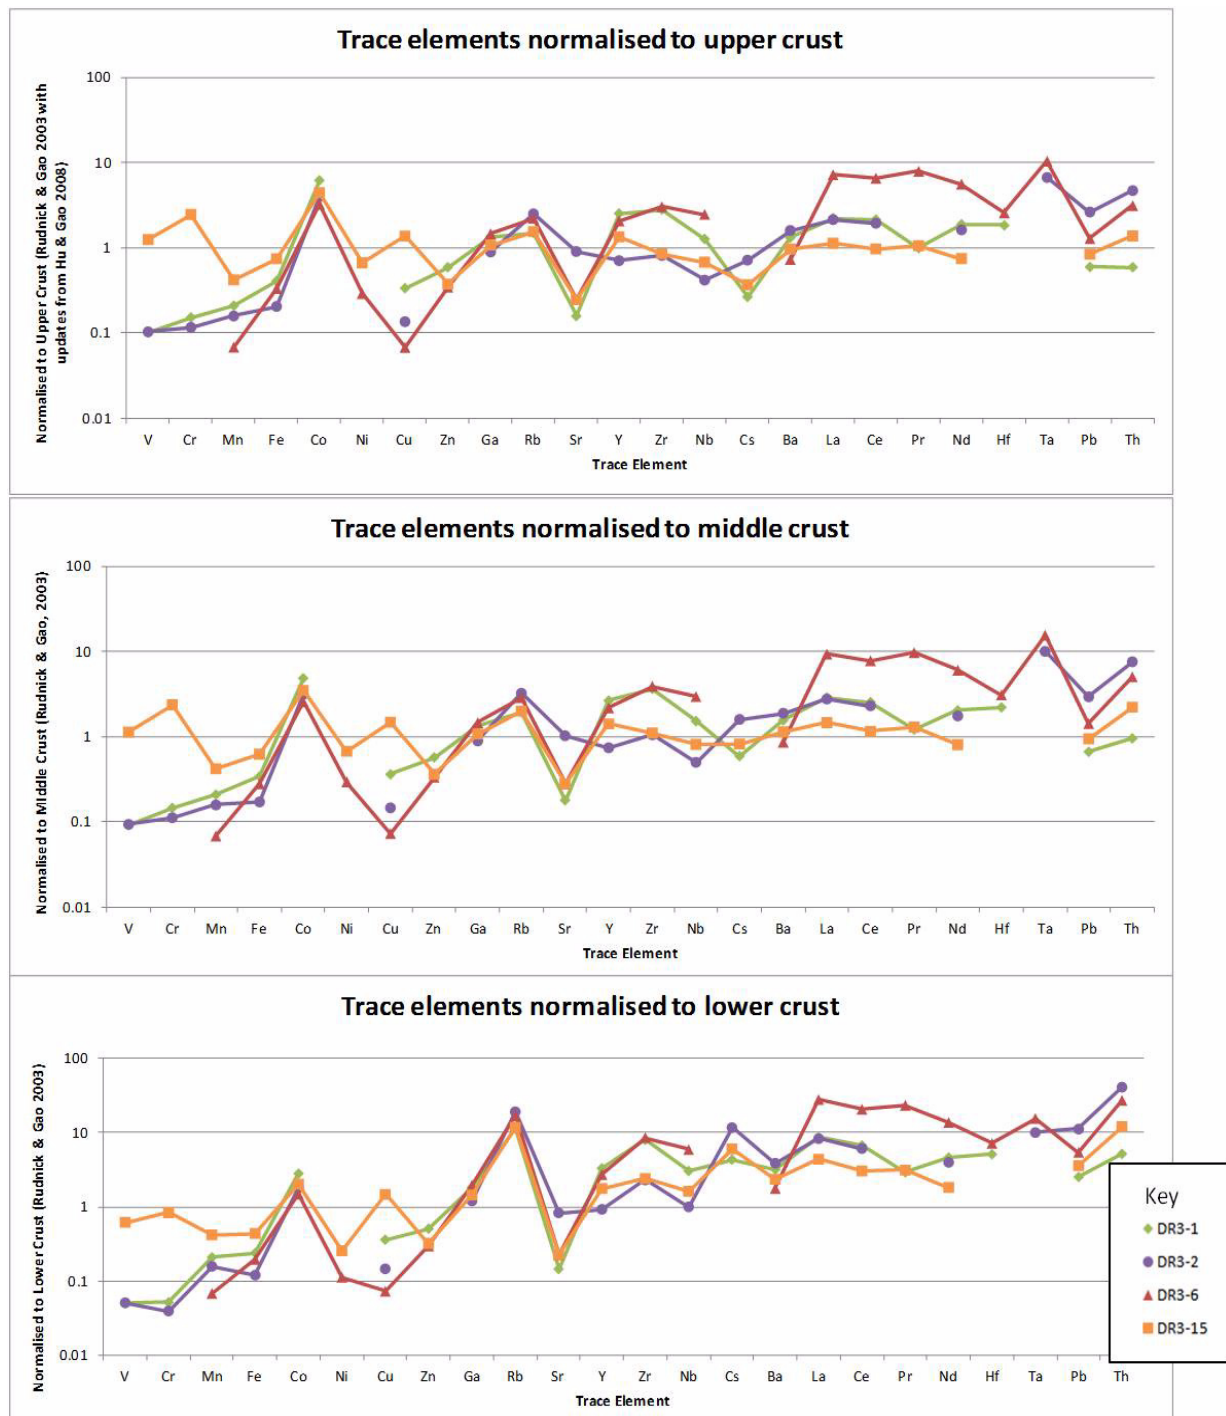 Trace elements normalised to upper crust
Normalised to Upper Crust (Rudnick & Gao 2003 with
updates from Hu & Gao 2008)
100
10
1
0.1
0.01
V Cr Mn Fe Co Ni Cu Zn Ga Rb Sr Y Zr Nb Cs Ba La Ce Pr Nd Hf Ta Pb Th
Trace Element
Trace elements normalised to middle crust
Normalised to Middle Crust (Rudnick & Gao, 2003)
100
10
1
0.1
0.01
V Cr Mn Fe Co Ni Cu Zn Ga Rb Sr Y Zr Nb Cs Ba La Ce Pr Nd Hf Ta Pb Th
Trace Element
Trace elements normalised to lower crust
Normalised to Lower Crust (Rudnick & Gao 2003)
100
10
1
0.1
0.01
V Cr Mn Fe Co Ni Cu Zn Ga Rb Sr Y Zr Nb Cs Ba La Ce Pr Nd Hf Ta Pb Th
Trace Element
Key
DR3-1
DR3-2
DR3-6
DR3-15